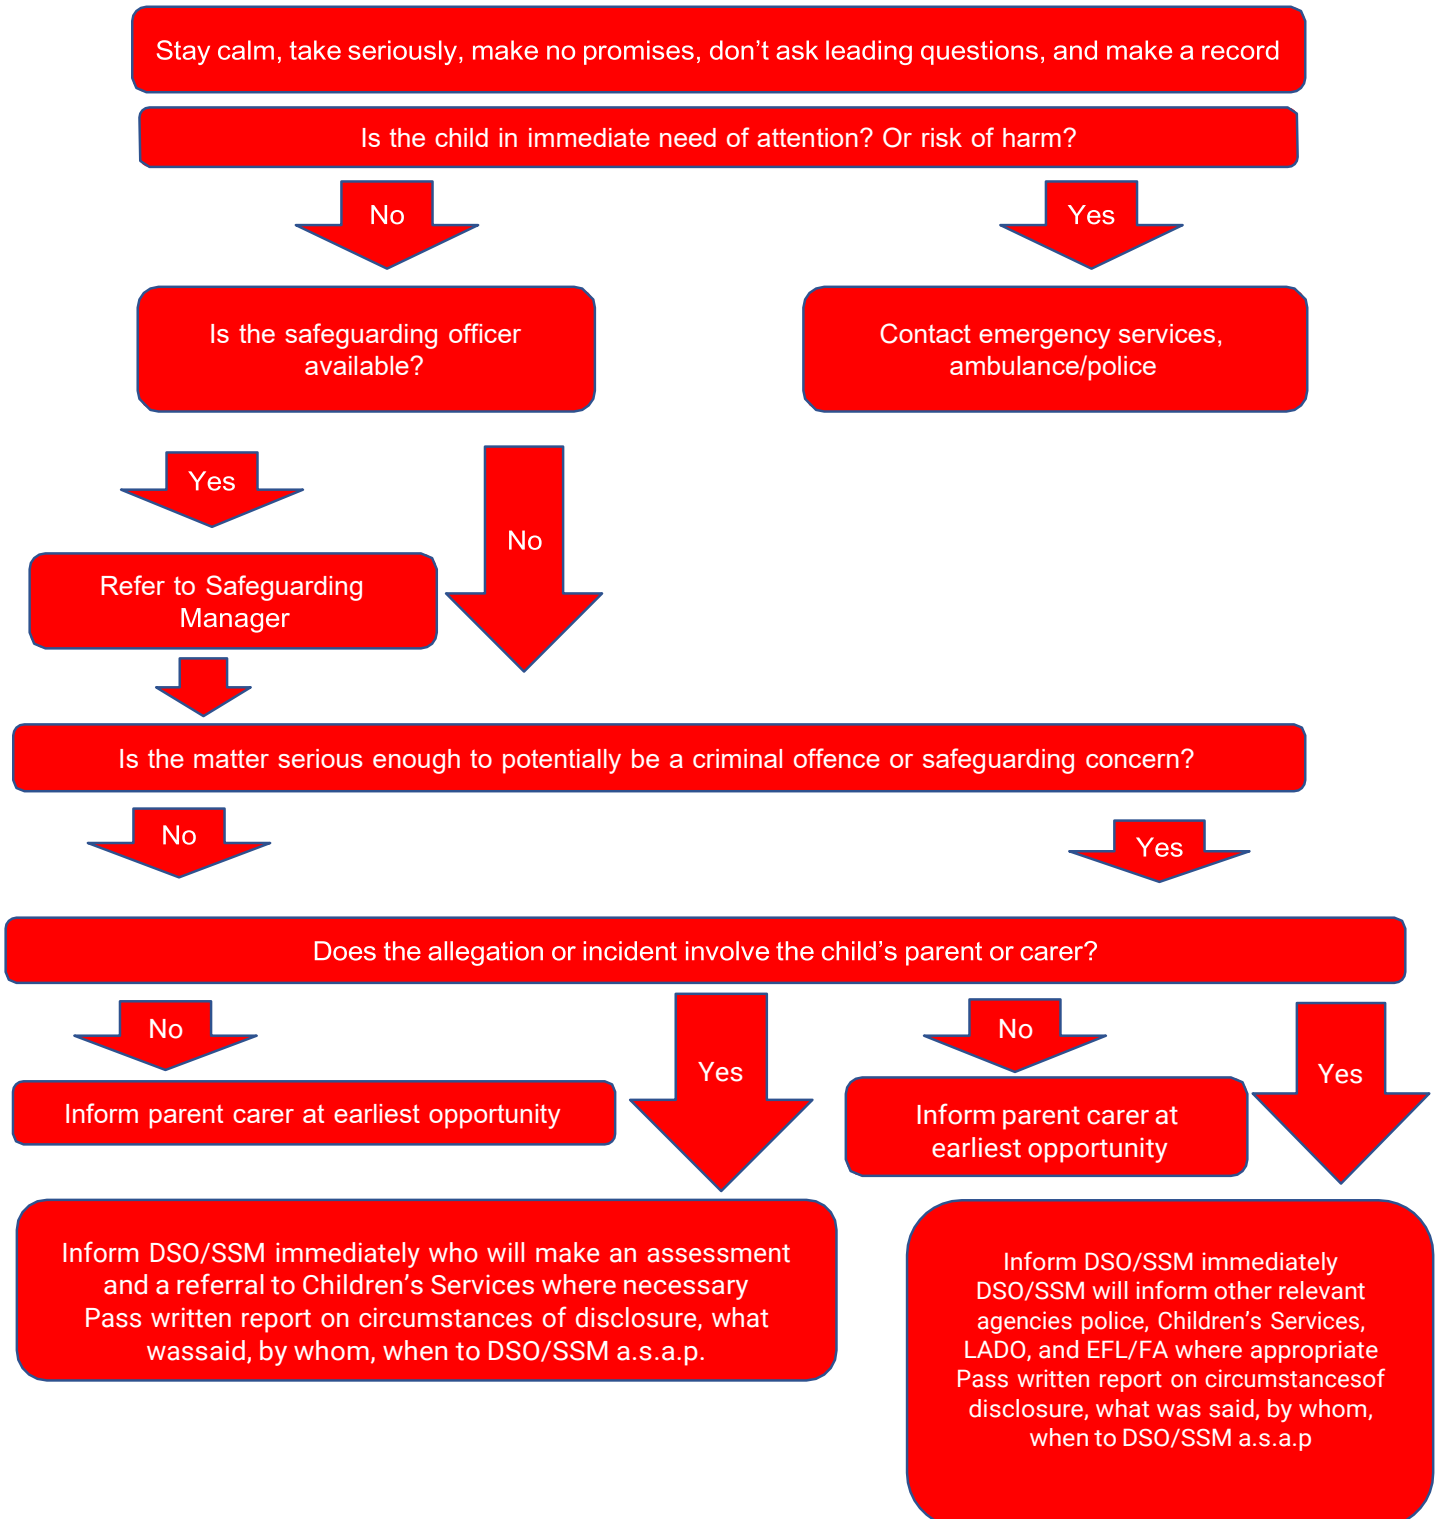 Stay calm, take seriously, make no promises, don’t ask leading questions, and make a record
Is the child in immediate need of attention? Or risk of harm?
No
Yes
Is the safeguarding officer
available?
Contact emergency services,
ambulance/police
Yes
No
Refer to Safeguarding
Manager
Is the matter serious enough to potentially be a criminal offence or safeguarding concern?
No
Yes
Does the allegation or incident involve the child’s parent or carer?
No
Yes
No
Yes
Inform parent carer at earliest opportunity
Inform parent carer at
earliest opportunity
Inform DSO/SSM immediately who will make an assessment
and a referral to Children’s Services where necessary
Pass written report on circumstances of disclosure, what
wassaid, by whom, when to DSO/SSM a.s.a.p.
Inform DSO/SSM immediately
DSO/SSM will inform other relevant
agencies police, Children’s Services,
LADO, and EFL/FA where appropriate
Pass written report on circumstancesof
disclosure, what was said, by whom,
when to DSO/SSM a.s.a.p